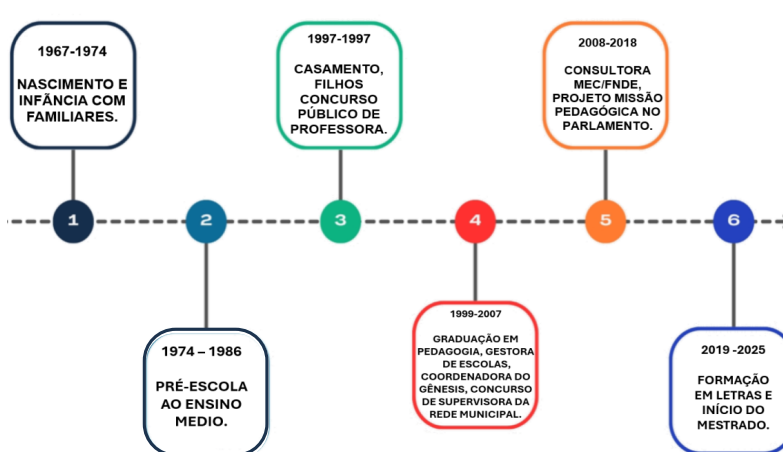 1967-1974
NASCIMENTO E
INFÂNCIA COM
FAMILIARES.
1997-1997
CASAMENTO,
FILHOS
CONCURSO
PÚBLICO DE
PROFESSORA.
2008-2018
CONSULTORA
MEC/FNDE,
PROJETO MISSÃO
PEDAGÓGICA NO
PARLAMENTO.
1
2
3
4
5
6
1974 – 1986
PRÉ-ESCOLA
AO ENSINO
MEDIO.
1999-2007
GRADUAÇÃO EM
PEDAGOGIA, GESTORA
DE ESCOLAS,
COORDENADORA DO
GÊNESIS, CONCURSO
DE SUPERVISORA DA
REDE MUNICIPAL.
2019 -2025
FORMAÇÃO
EM LETRAS E
INÍCIO DO
MESTRADO.